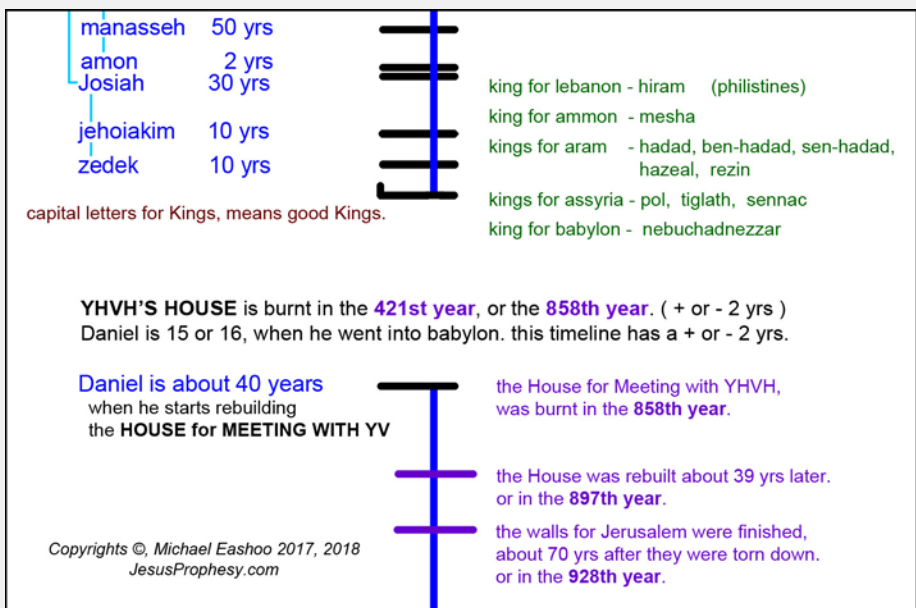 manasseh 50 yrs
amon 2 yrs
Josiah 30 yrs
jehoiakim 10 yrs
zedek 10 yrs
capital letters for Kings, means good Kings.
king for lebanon - hiram (philistines)
king for ammon - mesha
kings for aram - hadad, ben-hadad, sen-hadad,
hazeal, rezin
kings for assyria - pol, tiglath, sennac
king for babylon - nebuchadnezzar
YHVH'S HOUSE is burnt in the 421st year, or the 858th year. ( + or - 2 yrs )
Daniel is 15 or 16, when he went into babylon. this timeline has a + or - 2 yrs.
Daniel is about 40 years
when he starts rebuilding
the HOUSE for MEETING WITH YV
the House for Meeting with YHVH,
was burnt in the 858th year.
the House was rebuilt about 39 yrs later.
or in the 897th year.
the walls for Jerusalem were finished,
about 70 yrs after they were torn down.
or in the 928th year.
Copyrights ©, Michael Eashoo 2017, 2018
JesusProphesy.com